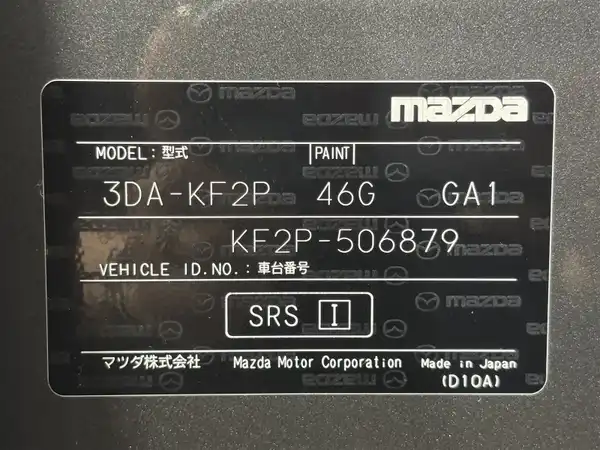 mazda
MODEL: 型式 PAINT
3DA-KF2P 46G GA1
KF2P-506879
VEHICLE ID.NO.: 車台番号
SRS I
マツダ株式会社 Mazda Motor Corporation Made in Japan
(D10A)